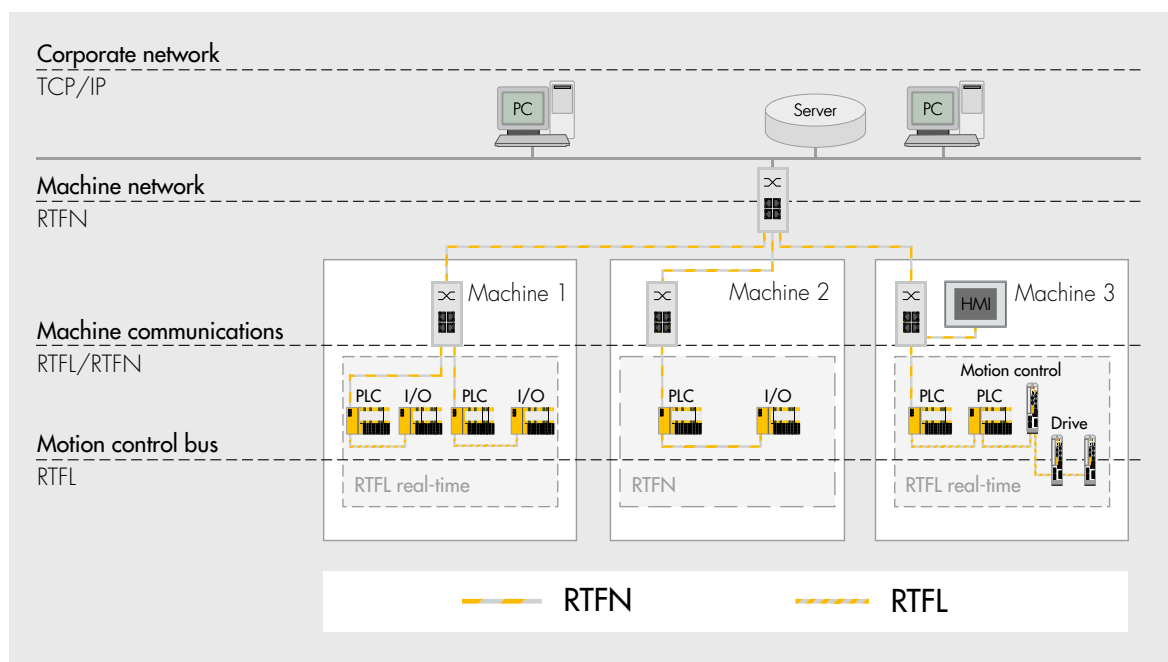 Corporate network
TCP/IP
PC
Server
PC
Machine network
RTFN
Machine 1
Machine 2
HMI
Machine 3
Machine communications
RTFL/RTFN
Motion control
PLC I/O PLC I/O
PLC I/O
PLC PLC
Drive
Motion control bus
RTFL
RTFL real-time
RTFN
RTFL real-time
RTFN
RTFL